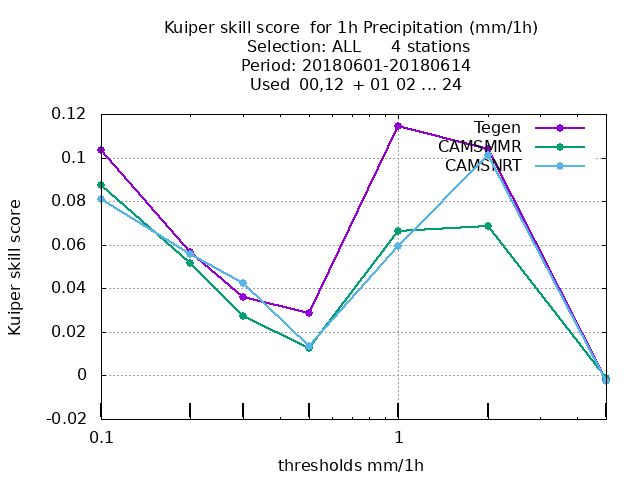 Kuiper skill score  for 1h Precipitation (mm/1h)
Selection: ALL      4 stations
Period: 20180601-20180614
Used  00,12  + 01 02 ... 24
0.12
0.1
0.08
0.06
0.04
0.02
0
-0.02
Kuiper skill score
Tegen
CAMSMMR
CAMSNRT
0.1
1
thresholds mm/1h